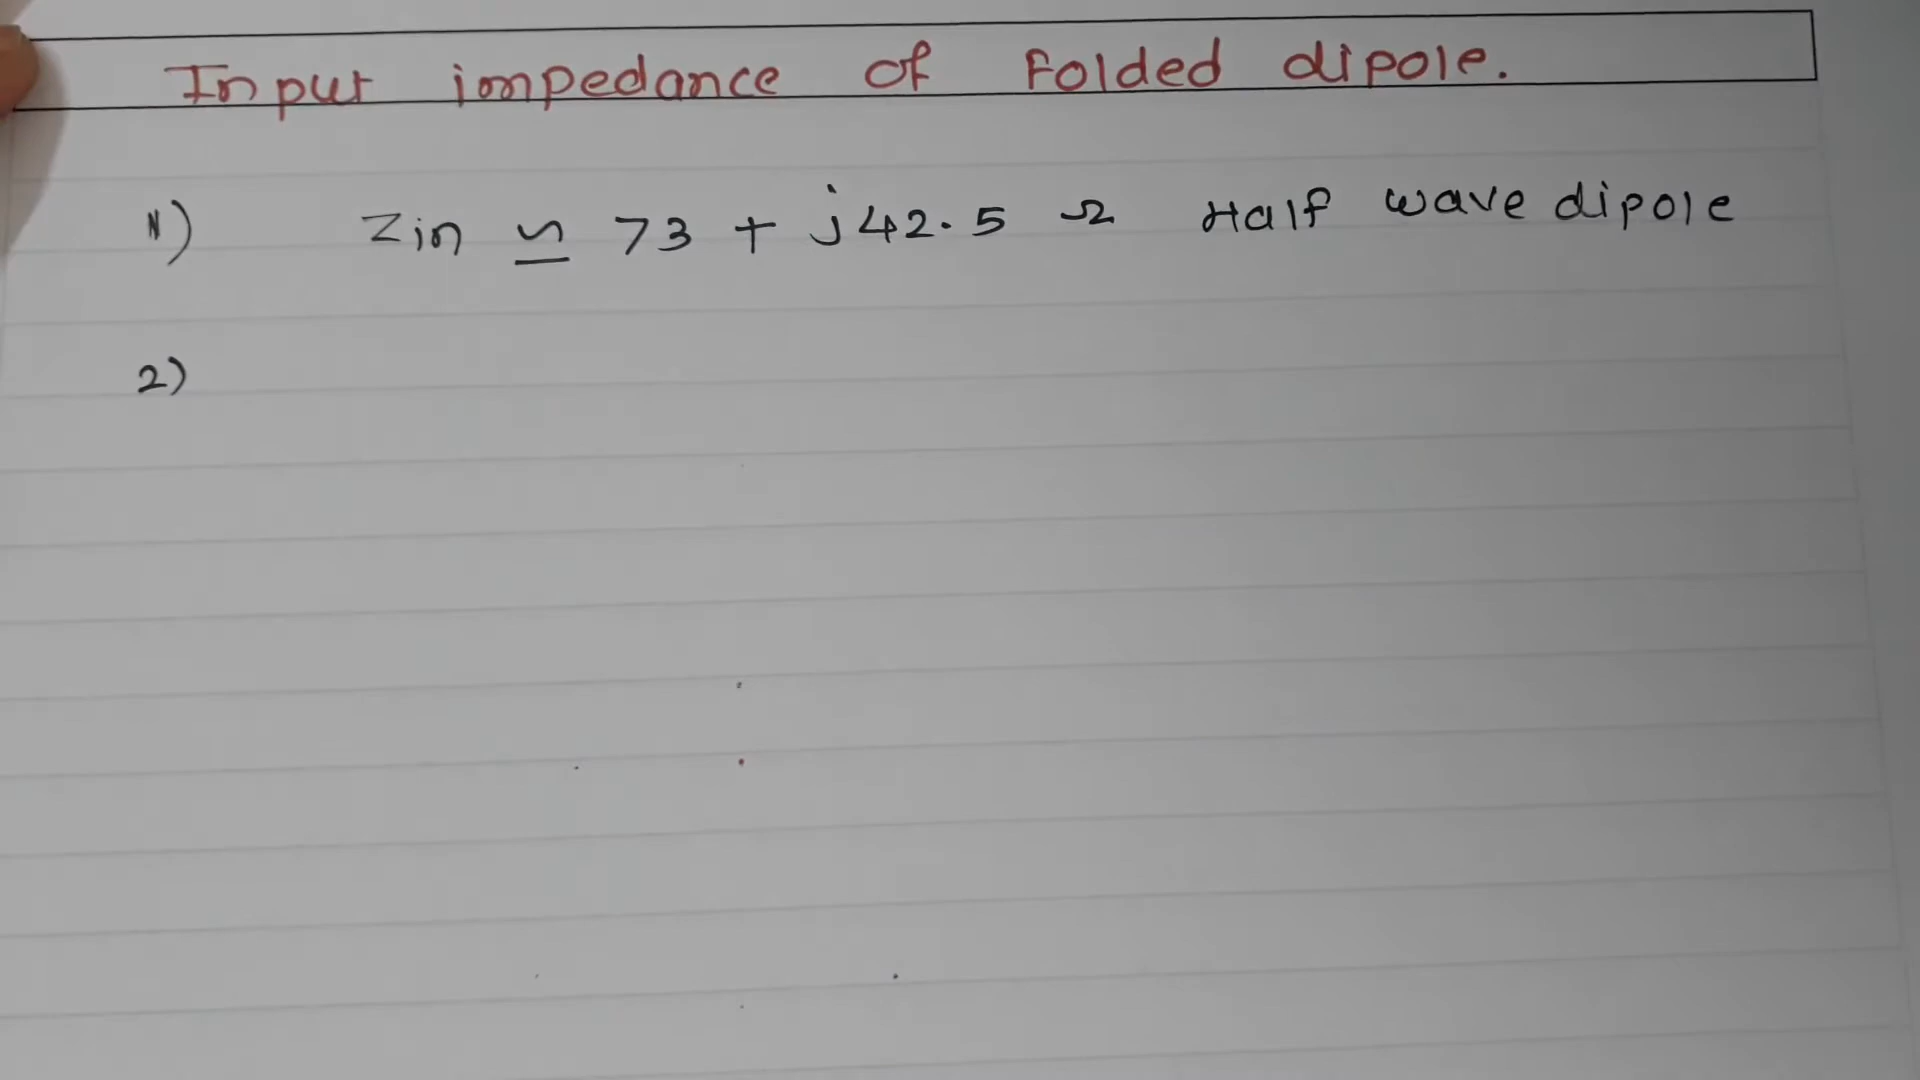 Input impedance of Folded dipole.
1) Zin ≃ 73 + j42.5 Ω Half wave dipole
2)